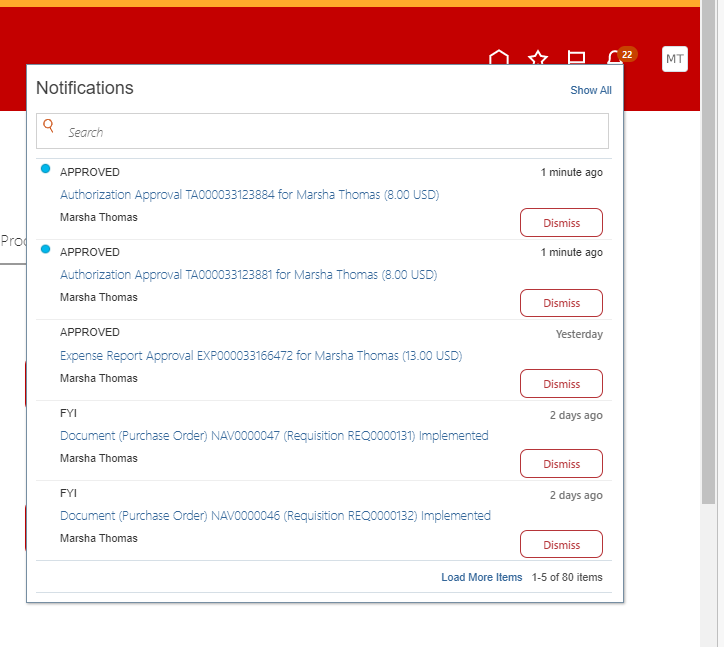 22
MT
Notifications
Show All
Search
APPROVED
1 minute ago
Authorization Approval TA000033123884 for Marsha Thomas (8.00 USD)
Marsha Thomas
Dismiss
APPROVED
1 minute ago
Authorization Approval TA000033123881 for Marsha Thomas (8.00 USD)
Marsha Thomas
Dismiss
APPROVED
Yesterday
Expense Report Approval EXP000033166472 for Marsha Thomas (13.00 USD)
Marsha Thomas
Dismiss
FYI
2 days ago
Document (Purchase Order) NAV0000047 (Requisition REQ0000131) Implemented
Marsha Thomas
Dismiss
FYI
2 days ago
Document (Purchase Order) NAV0000046 (Requisition REQ0000132) Implemented
Marsha Thomas
Dismiss
Load More Items 1-5 of 80 items